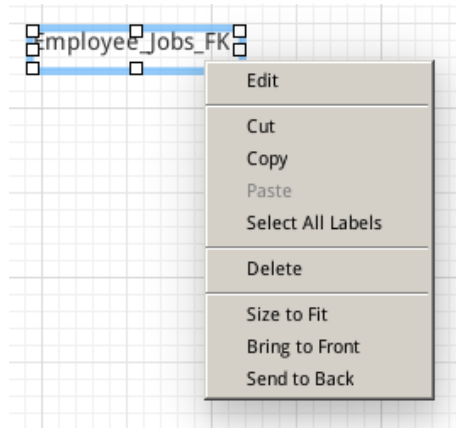 Employee_Jobs_FK
Edit
Cut
Copy
Paste
Select All Labels
Delete
Size to Fit
Bring to Front
Send to Back